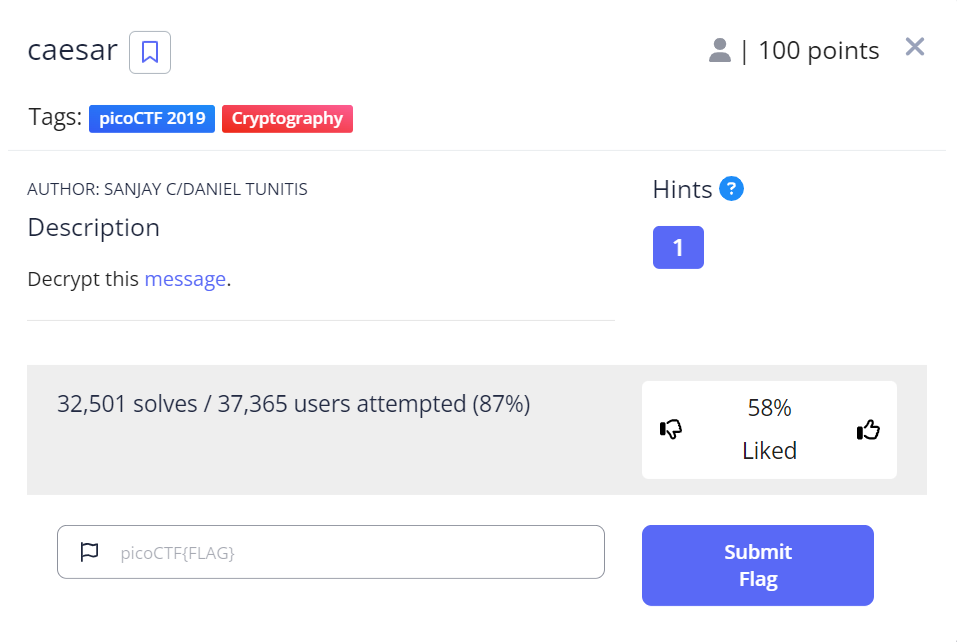 caesar
| 100 points
Tags: picoCTF 2019 Cryptography
AUTHOR: SANJAY C/DANIEL TUNITIS
Description
Decrypt this message.
Hints ?
1
32,501 solves / 37,365 users attempted (87%)
58%
Liked
picoCTF{FLAG}
Submit
Flag